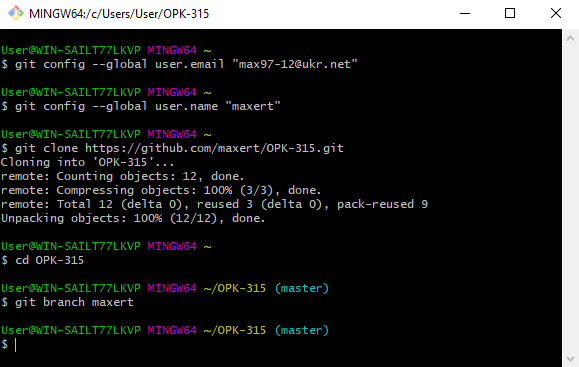 MINGW64:/c/Users/User/OPK-315
User@WIN-SAILT77LKVP MINGW64 ~
$ git config --global user.email "max97-12@ukr.net"
User@WIN-SAILT77LKVP MINGW64 ~
$ git config --global user.name "maxert"
User@WIN-SAILT77LKVP MINGW64 ~
$ git clone https://github.com/maxert/OPK-315.git
Cloning into 'OPK-315'...
remote: Counting objects: 12, done.
remote: Compressing objects: 100% (3/3), done.
remote: Total 12 (delta 0), reused 3 (delta 0), pack-reused 9
Unpacking objects: 100% (12/12), done.
User@WIN-SAILT77LKVP MINGW64 ~
$ cd OPK-315
User@WIN-SAILT77LKVP MINGW64 ~/OPK-315 (master)
$ git branch maxert
User@WIN-SAILT77LKVP MINGW64 ~/OPK-315 (master)
$